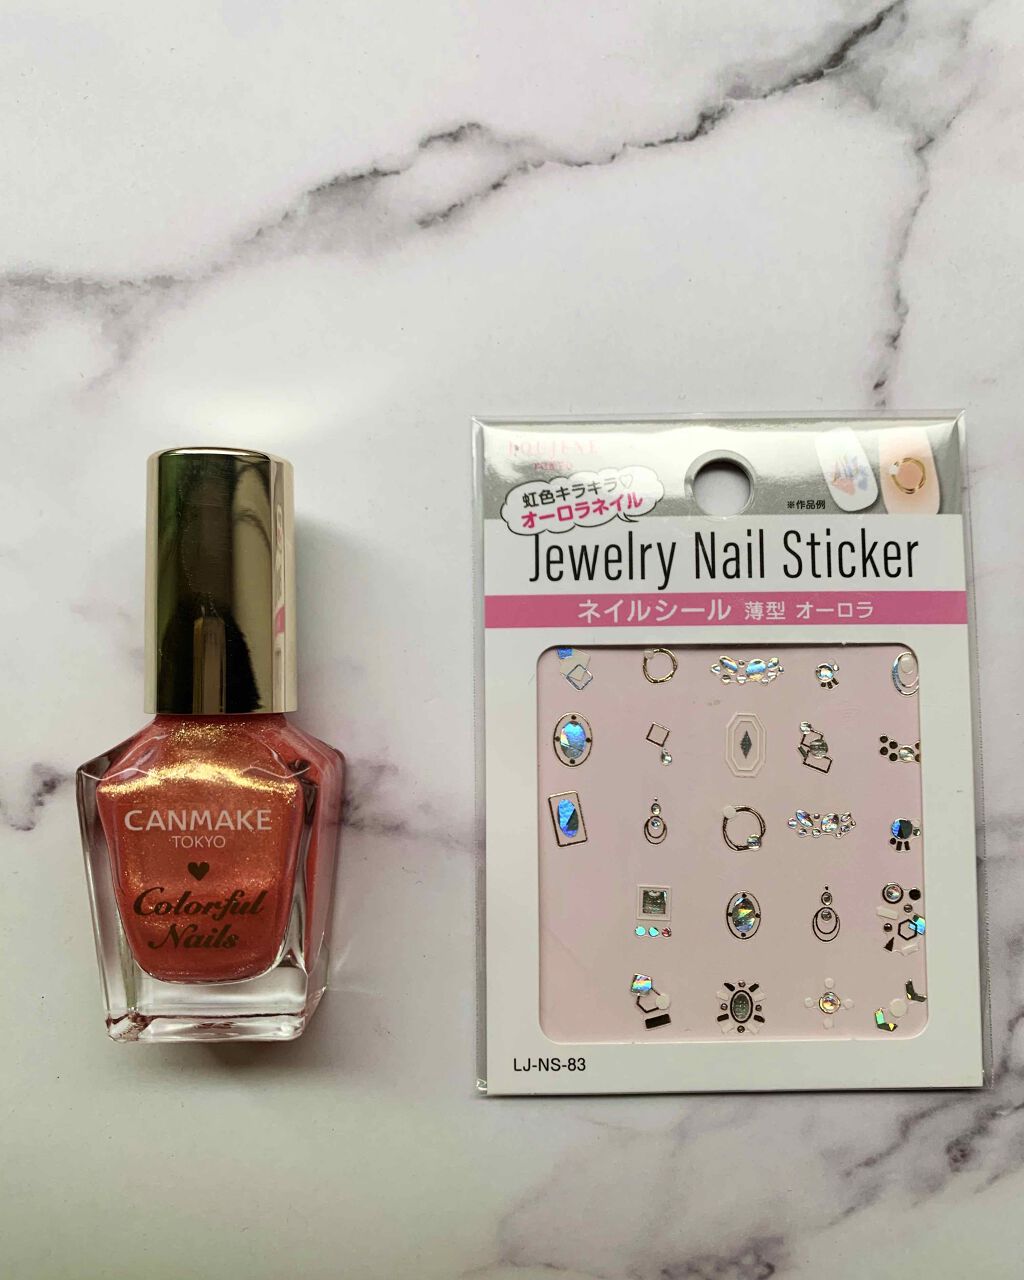 CANMAKE
TOKYO
Colorful
Nails
TOKYO
虹色キラキラ♡
オーロラネイル
※作品例
Jewelry Nail Sticker
ネイルシール 薄型 オーロラ
LJ-NS-83